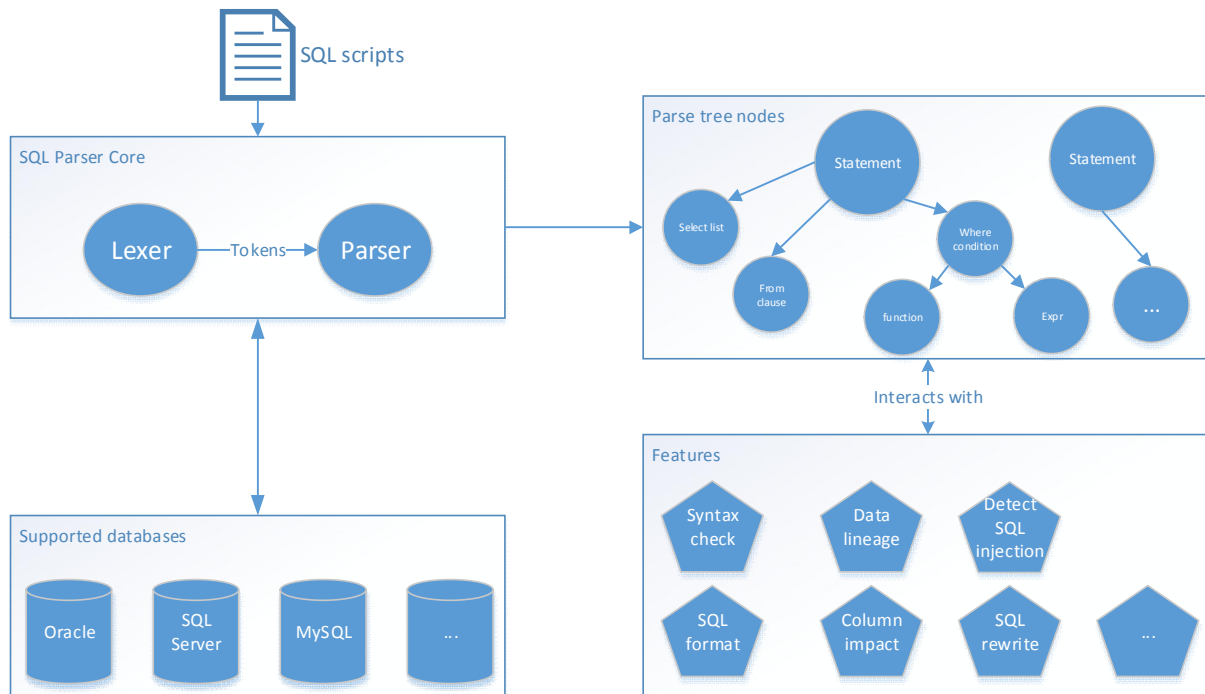 SQL scripts
SQL Parser Core
Lexer
Tokens
Parser
Parse tree nodes
Statement
Statement
Select list
Where
condition
From
clause
function
Expr
...
Interacts with
Supported databases
Oracle
SQL
Server
MySQL
...
Features
Syntax
check
Data
lineage
Detect
SQL
injection
SQL
format
Column
impact
SQL
rewrite
...